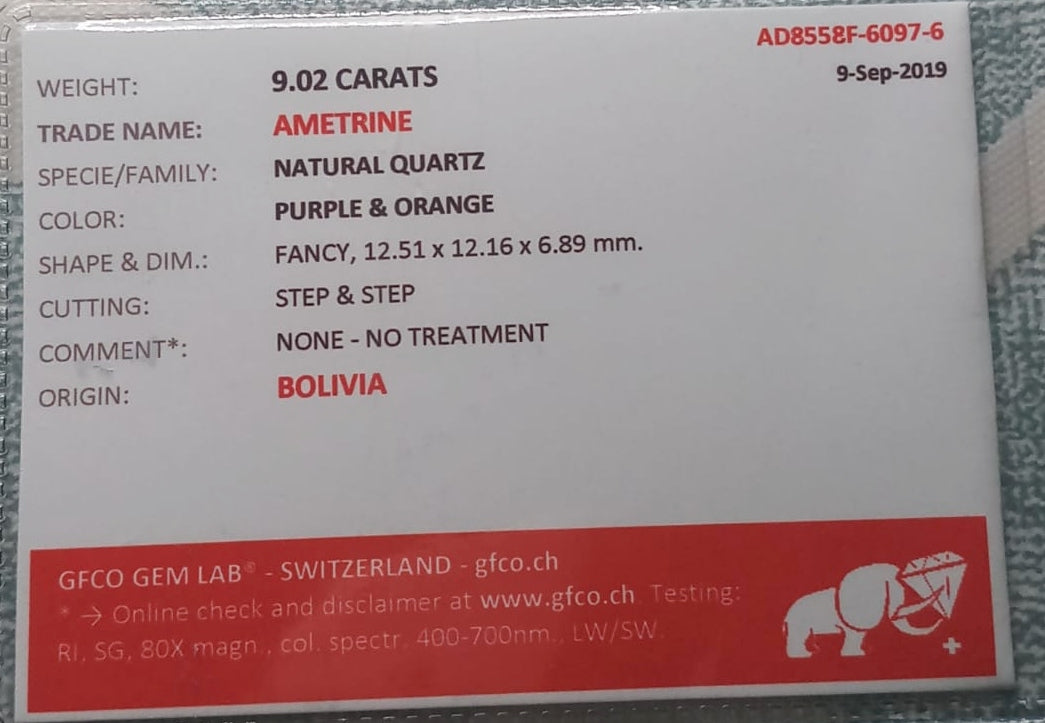 AD8558F-6097-6
9-Sep-2019
WEIGHT: 9.02 CARATS
TRADE NAME: AMETRINE
SPECIE/FAMILY: NATURAL QUARTZ
COLOR: PURPLE & ORANGE
SHAPE & DIM.: FANCY, 12.51 x 12.16 x 6.89 mm.
CUTTING: STEP & STEP
COMMENT*: NONE - NO TREATMENT
ORIGIN: BOLIVIA
GFCO GEM LAB® - SWITZERLAND - gfco.ch
* → Online check and disclaimer at www.gfco.ch. Testing:
RI, SG, 80X magn., col. spectr. 400-700nm., LW/SW.